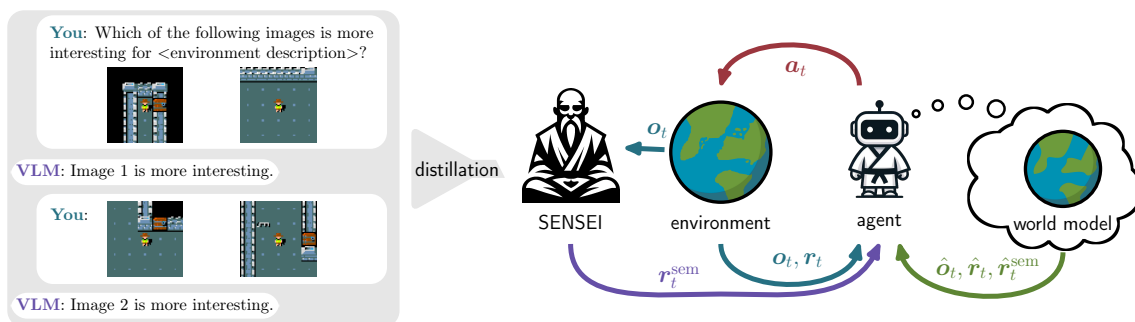 You: Which of the following images is more
interesting for <environment description>?
VLM: Image 1 is more interesting.
You:
VLM: Image 2 is more interesting.
distillation
SENSEI
environment
agent
world model
a_t
o_t
r_t^sem
o_t, r_t
ô_t, r̂_t, r̂_t^sem